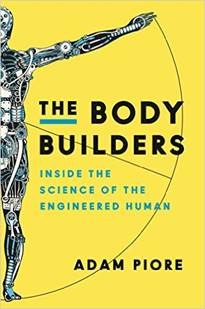 THE BODY
BUILDERS
INSIDE THE
SCIENCE OF THE
ENGINEERED HUMAN
ADAM PIORE